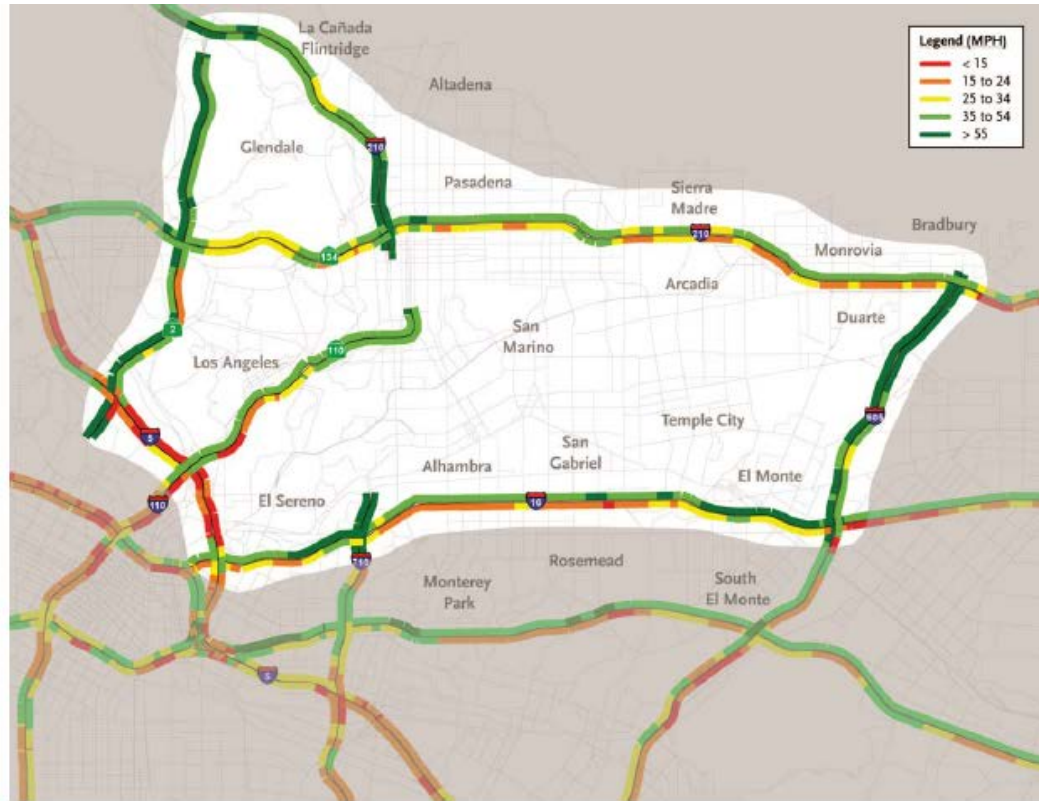 La Cañada
Flintridge
Altadena
Legend (MPH)
< 15
15 to 24
25 to 34
35 to 54
> 55
Glendale
210
Pasadena
Sierra
Madre
Bradbury
134
210
Monrovia
Arcadia
Duarte
2
Los Angeles
110
San
Marino
605
Temple City
5
San
Gabriel
Alhambra
El Monte
110
El Sereno
10
710
Rosemead
Monterey
Park
South
El Monte
5